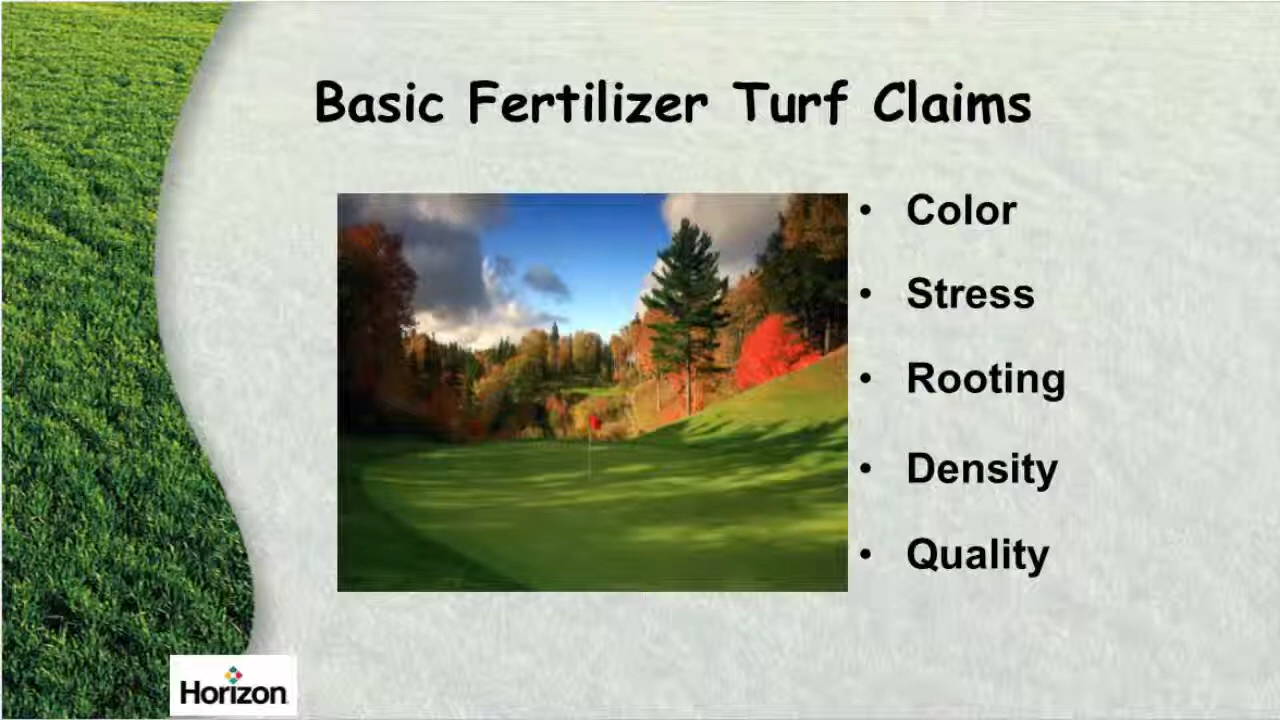 Basic Fertilizer Turf Claims
• Color
• Stress
• Rooting
• Density
• Quality
Horizon